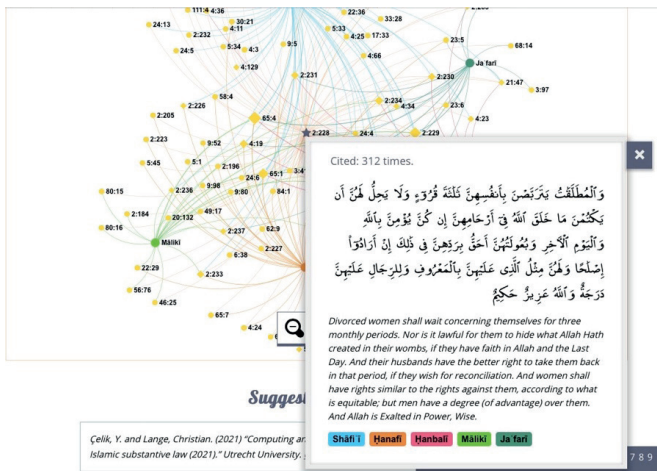 111:4 4:36
22:36
33:28
24:13
30:21
4:11
2:232
5:33
4:25 17:33
23:5
68:14
24:5
5:34 4:3
9:5
4:66
Ja farī
4:129
2:231
2:230
21:47
3:97
58:4
2:226
2:234
4:34
23:6
2:205
65:4
4:23
2:228
24:4
2:229
2:223
9:52
4:19
5:45
5:1
2:196
24:6
65:1
80:15
2:236
9:98
9:80
84:1
2:184
20:132
49:17
80:16
2:237
62:9
Mālikī
6:38
2:227
22:29
2:233
56:76
46:25
65:7
4:24
Cited: 312 times.
×
وَٱلْمُطَلَّقَٰتُ يَتَرَبَّصْنَ بِأَنفُسِهِنَّ ثَلَٰثَةَ قُرُوٓءٍ وَلَا يَحِلُّ لَهُنَّ أَن
يَكْتُمْنَ مَا خَلَقَ ٱللَّهُ فِىٓ أَرْحَامِهِنَّ إِن كُنَّ يُؤْمِنَّ بِٱللَّهِ
وَٱلْيَوْمِ ٱلْءَاخِرِ وَبُعُولَتُهُنَّ أَحَقُّ بِرَدِّهِنَّ فِى ذَٰلِكَ إِنْ أَرَادُوٓا۟
إِصْلَٰحًا وَلَهُنَّ مِثْلُ ٱلَّذِى عَلَيْهِنَّ بِٱلْمَعْرُوفِ وَلِلرِّجَالِ عَلَيْهِنَّ
دَرَجَةٌ وَٱللَّهُ عَزِيزٌ حَكِيمٌ
Divorced women shall wait concerning themselves for three
monthly periods. Nor is it lawful for them to hide what Allah Hath
created in their wombs, if they have faith in Allah and the Last
Day. And their husbands have the better right to take them back
in that period, if they wish for reconciliation. And women shall
have rights similar to the rights against them, according to what
is equitable; but men have a degree (of advantage) over them.
And Allah is Exalted in Power, Wise.
Shāfi ī Ḥanafī Ḥanbalī Mālikī Ja farī
Sugges
Çelik, Y. and Lange, Christian. (2021) "Computing an
Islamic substantive law (2021)." Utrecht University.
7 8 9